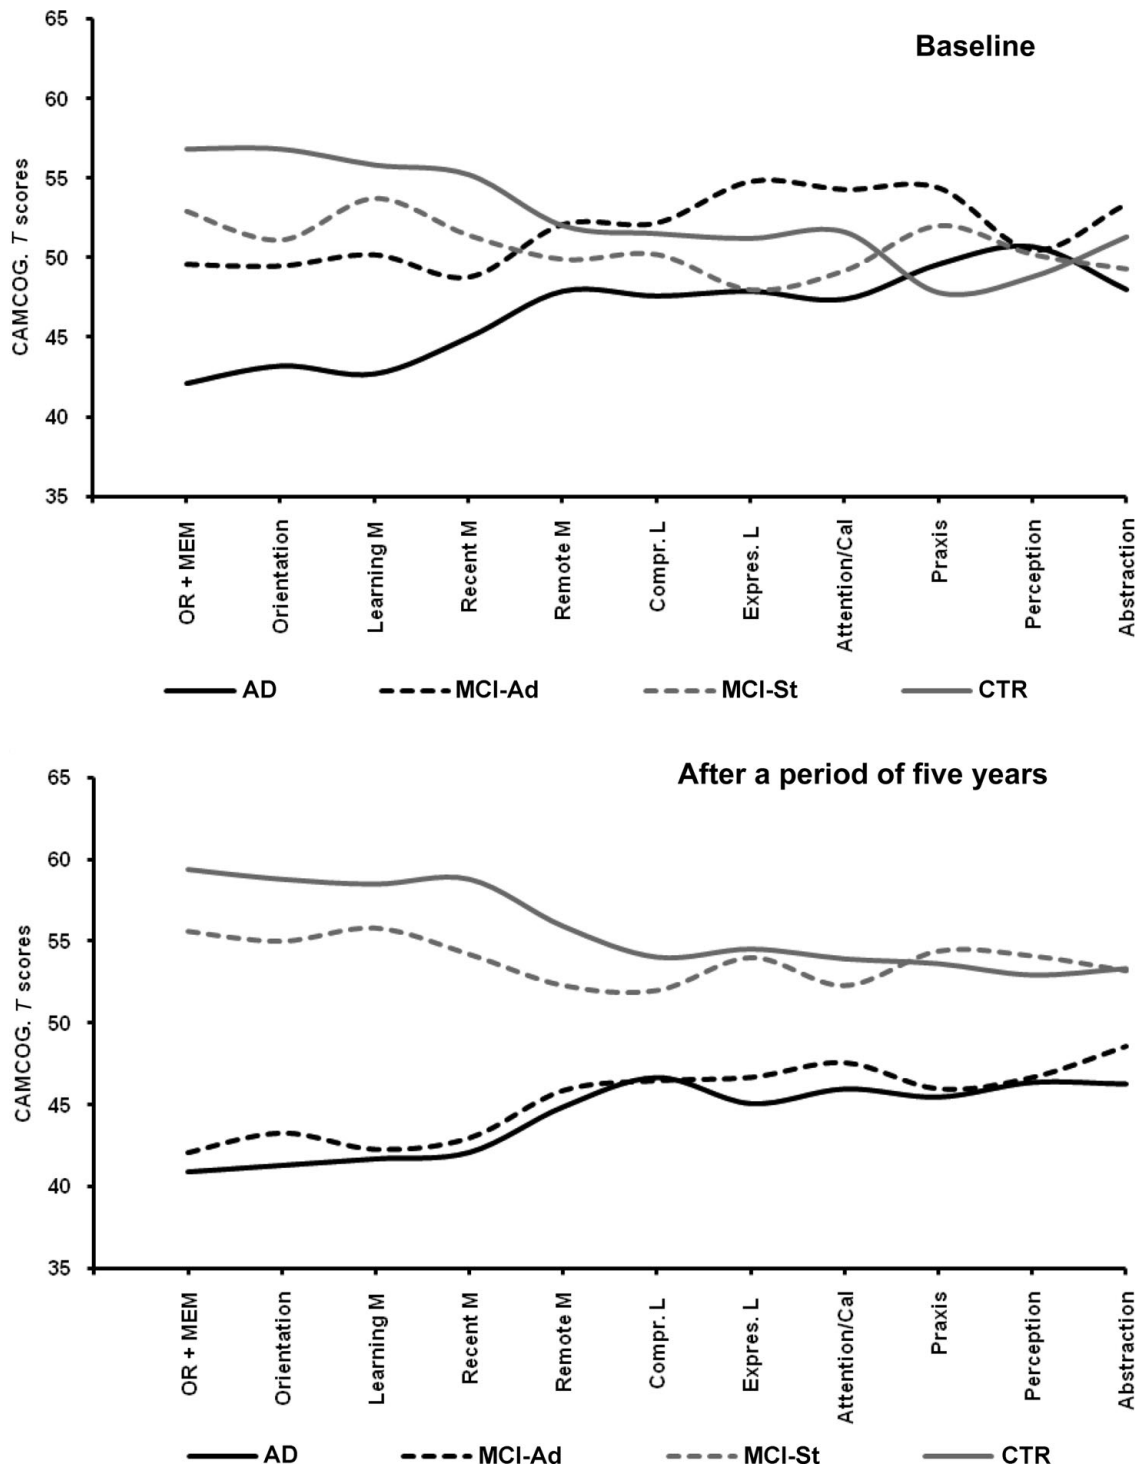 Baseline
65
60
55
50
45
40
35
CAMCOG. T scores
OR + MEM
Orientation
Learning M
Recent M
Remote M
Compr. L
Expres. L
Attention/Cal
Praxis
Perception
Abstraction
AD MCI-Ad MCI-St CTR
After a period of five years
65
60
55
50
45
40
35
CAMCOG. T scores
OR + MEM
Orientation
Learning M
Recent M
Remote M
Compr. L
Expres. L
Attention/Cal
Praxis
Perception
Abstraction
AD MCI-Ad MCI-St CTR